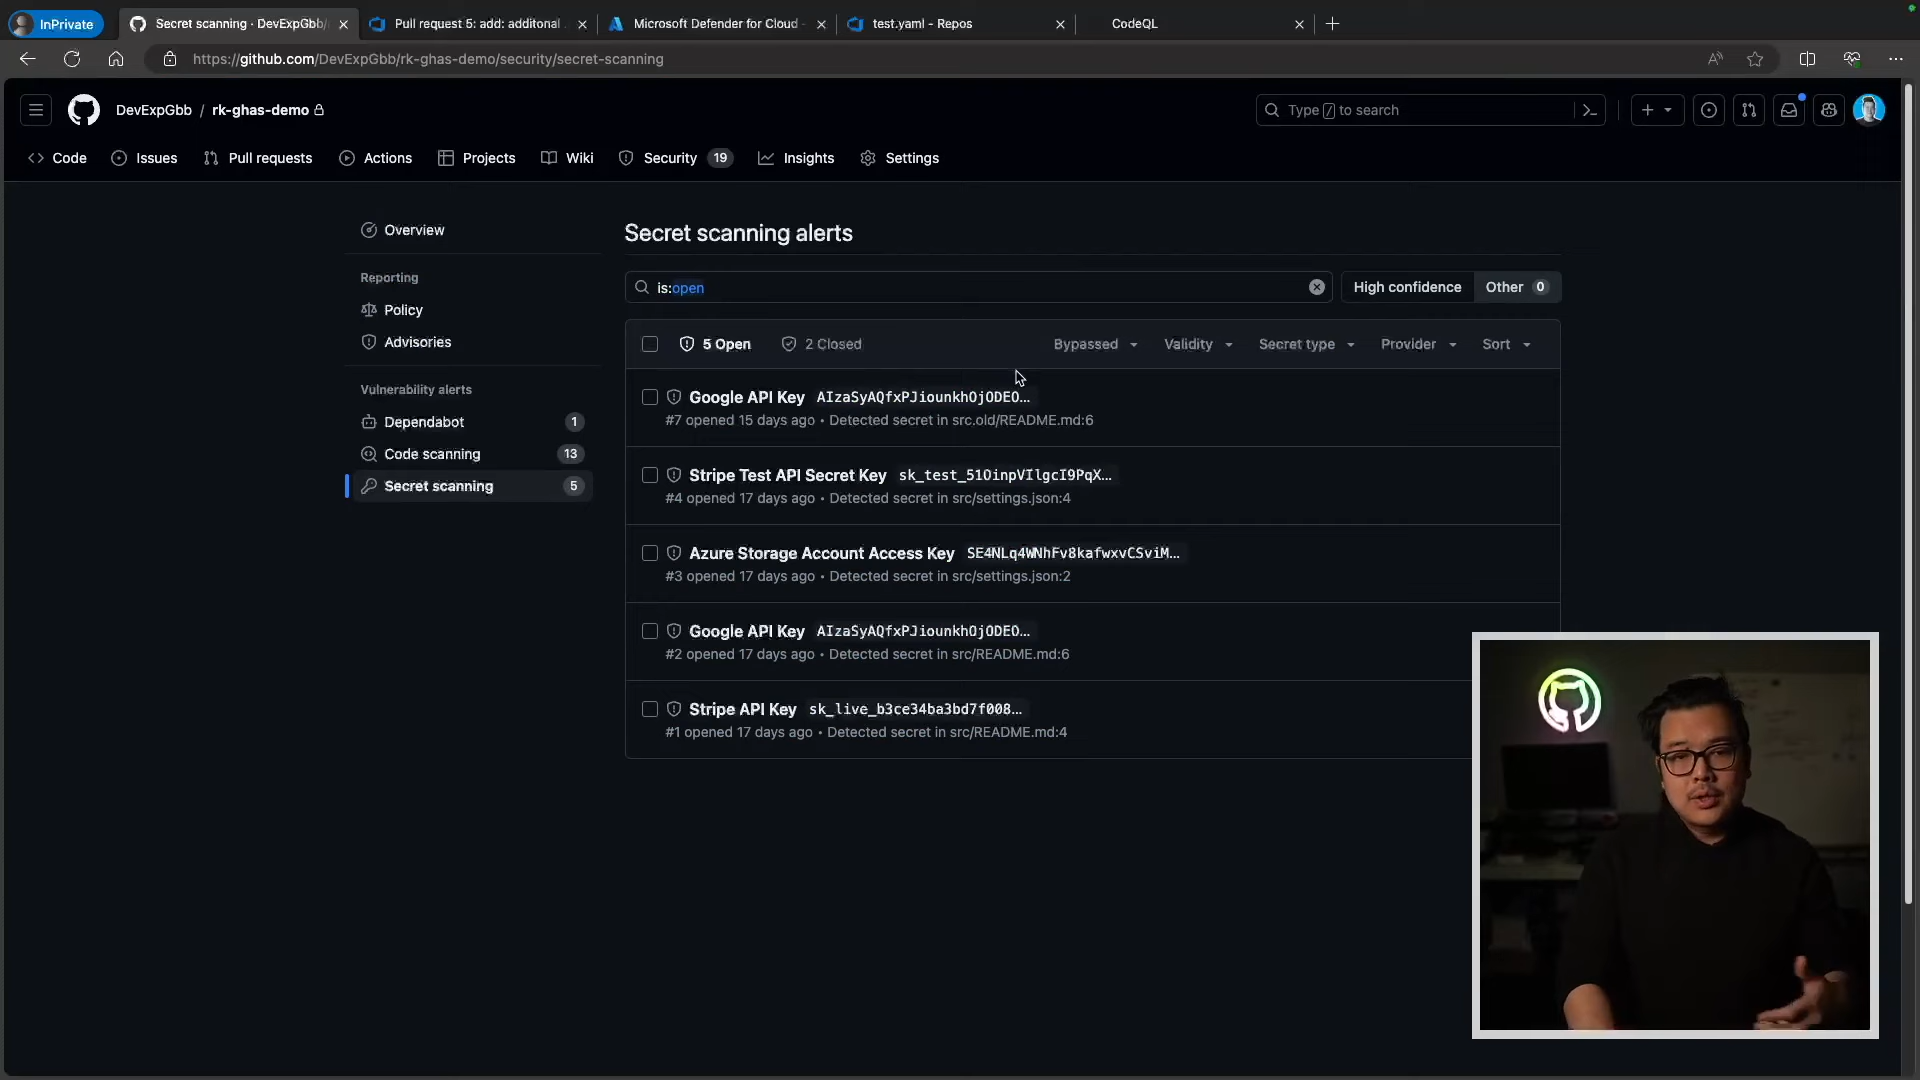 InPrivate
Secret scanning · DevExpGbb/
Pull request 5: add: additonal
Microsoft Defender for Cloud -
test.yaml - Repos
CodeQL
https://github.com/DevExpGbb/rk-ghas-demo/security/secret-scanning
DevExpGbb / rk-ghas-demo
Type / to search
Code
Issues
Pull requests
Actions
Projects
Wiki
Security 19
Insights
Settings
Overview
Reporting
Policy
Advisories
Vulnerability alerts
Dependabot 1
Code scanning 13
Secret scanning 5
Secret scanning alerts
is:open
High confidence
Other 0
5 Open
2 Closed
Bypassed
Validity
Secret type
Provider
Sort
Google API Key AIzaSyAQfxPJiounkhOjODEO…
#7 opened 15 days ago • Detected secret in src.old/README.md:6
Stripe Test API Secret Key sk_test_51OinpVIlgcI9PqX…
#4 opened 17 days ago • Detected secret in src/settings.json:4
Azure Storage Account Access Key SE4NLq4WNhFv8kafwxvCSviM…
#3 opened 17 days ago • Detected secret in src/settings.json:2
Google API Key AIzaSyAQfxPJiounkhOjODEO…
#2 opened 17 days ago • Detected secret in src/README.md:6
Stripe API Key sk_live_b3ce34ba3bd7f008…
#1 opened 17 days ago • Detected secret in src/README.md:4